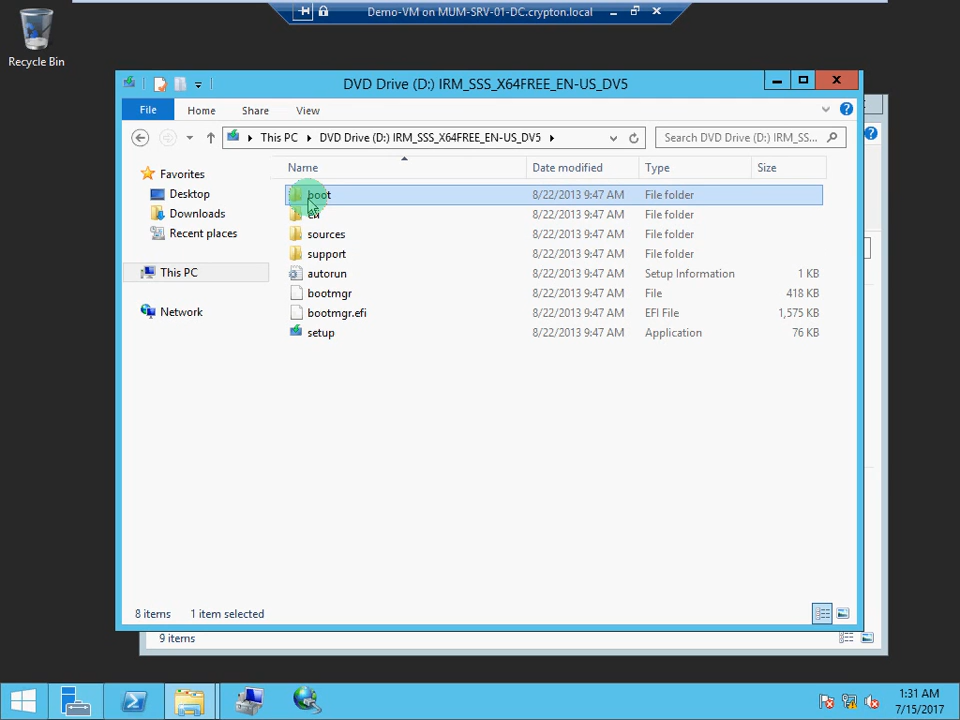 Demo-VM on MUM-SRV-01-DC.crypton.local
Recycle Bin
DVD Drive (D:) IRM_SSS_X64FREE_EN-US_DV5
File Home Share View
This PC DVD Drive (D:) IRM_SSS_X64FREE_EN-US_DV5
Search DVD Drive (D:) IRM_SS...
Name Date modified Type Size
Favorites
Desktop
Downloads
Recent places
This PC
Network
boot 8/22/2013 9:47 AM File folder
efi 8/22/2013 9:47 AM File folder
sources 8/22/2013 9:47 AM File folder
support 8/22/2013 9:47 AM File folder
autorun 8/22/2013 9:47 AM Setup Information 1 KB
bootmgr 8/22/2013 9:47 AM File 418 KB
bootmgr.efi 8/22/2013 9:47 AM EFI File 1,575 KB
setup 8/22/2013 9:47 AM Application 76 KB
8 items 1 item selected
9 items
1:31 AM
7/15/2017